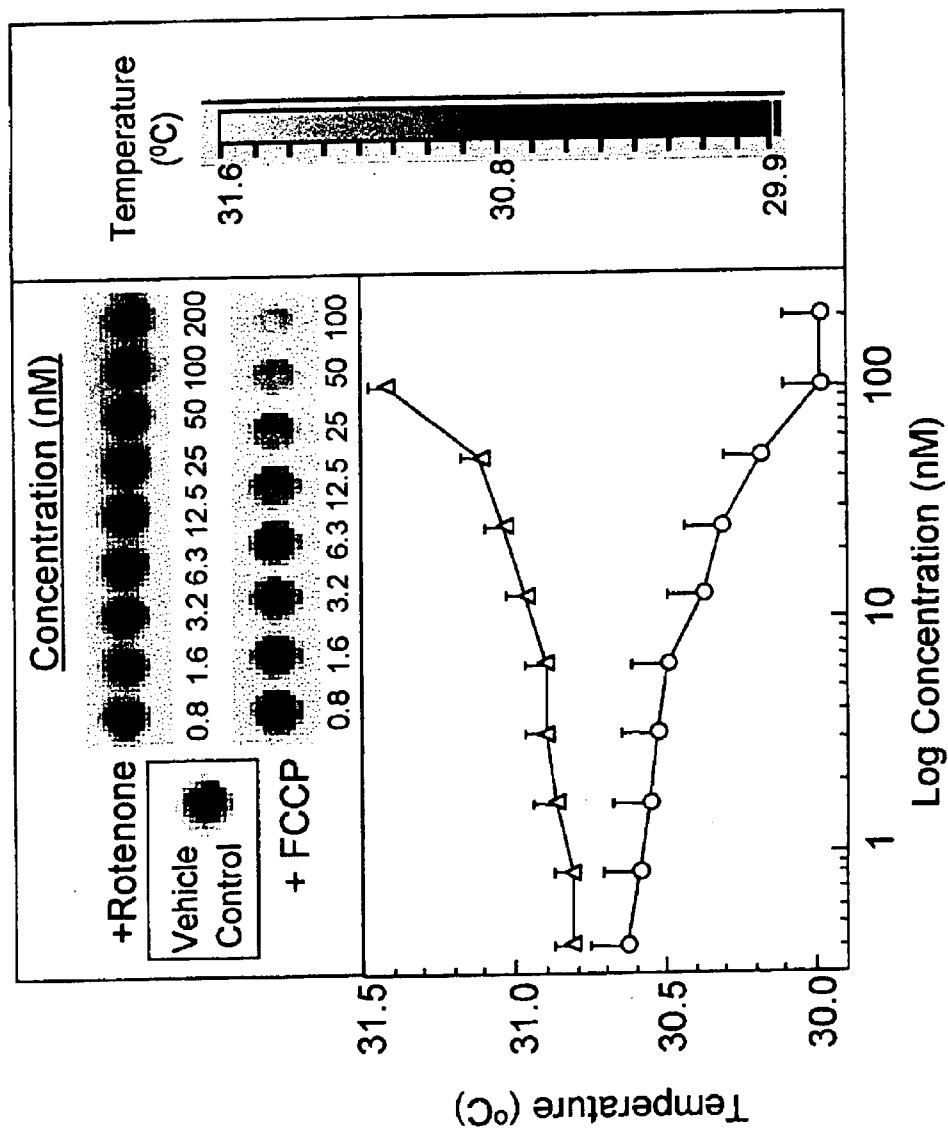 Concentration (nM)
+Rotenone
0.8 1.6 3.2 6.3 12.5 25 50 100 200
Vehicle
Control
+ FCCP
0.8 1.6 3.2 6.3 12.5 25 50 100
Temperature
(⁰C)
31.6
30.8
29.9
Temperature (°C)
31.5
31.0
30.5
30.0
1 10 100
Log Concentration (nM)